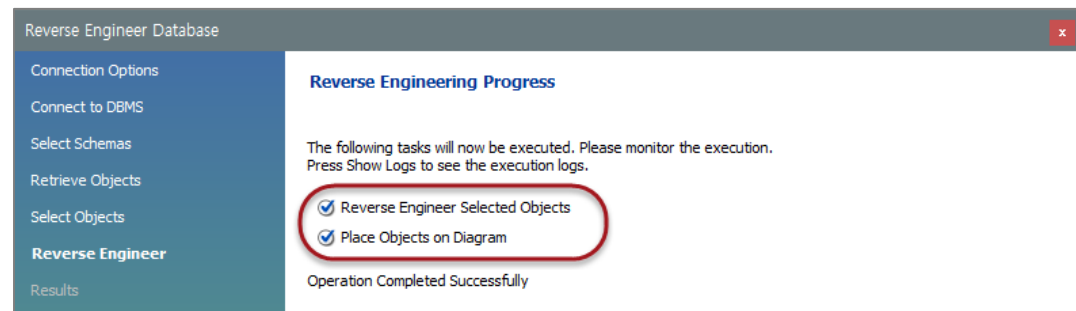 Reverse Engineer Database
x
Connection Options
Connect to DBMS
Select Schemas
Retrieve Objects
Select Objects
Reverse Engineer
Results
Reverse Engineering Progress
The following tasks will now be executed. Please monitor the execution.
Press Show Logs to see the execution logs.
Reverse Engineer Selected Objects
Place Objects on Diagram
Operation Completed Successfully